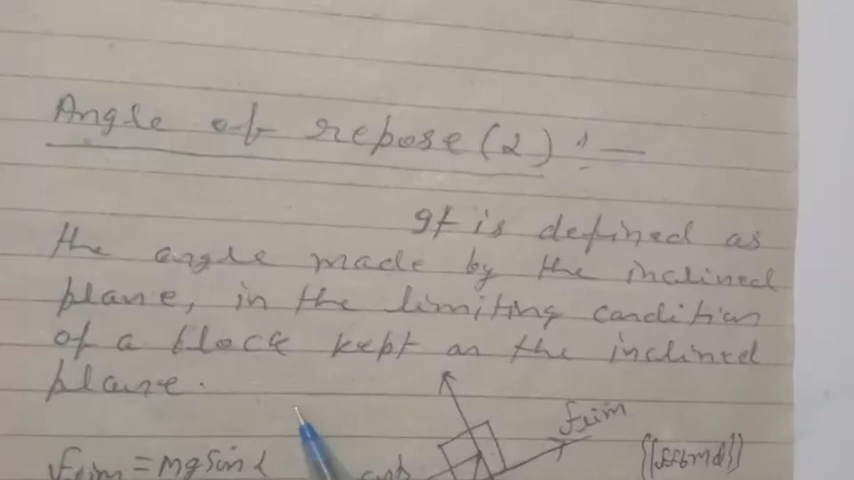 Angle of repose (α) :—
It is defined as
the angle made by the inclined
plane, in the limiting condition
of a block kept on the inclined
plane.
flim
flim = mg sin α